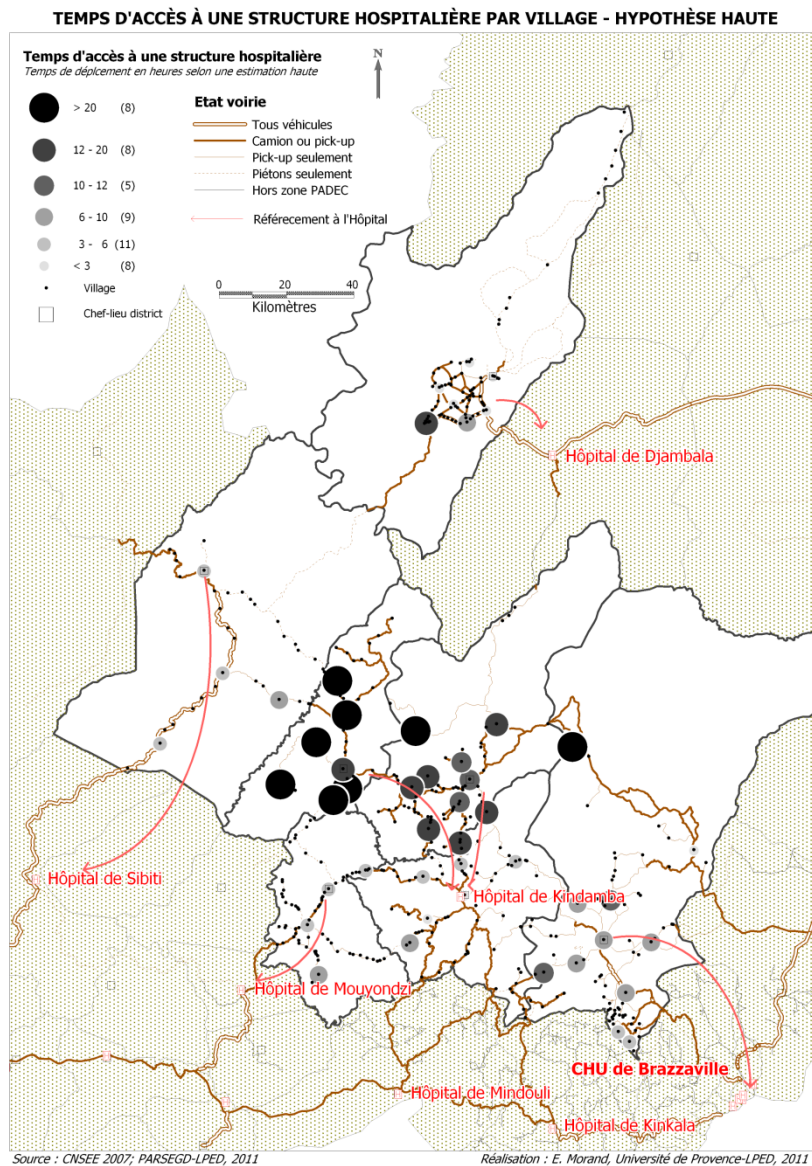 TEMPS D'ACCÈS À UNE STRUCTURE HOSPITALIÈRE PAR VILLAGE - HYPOTHÈSE HAUTE
Temps d'accès à une structure hospitalière
Temps de déplcement en heures selon une estimation haute
N
> 20 (8)
12 - 20 (8)
10 - 12 (5)
6 - 10 (9)
3 - 6 (11)
< 3 (8)
Village
Chef-lieu district
Etat voirie
Tous véhicules
Camion ou pick-up
Pick-up seulement
Piétons seulement
Hors zone PADEC
Référecement à l'Hôpital
0 20 40
Kilomètres
Hôpital de Djambala
Hôpital de Sibiti
Hôpital de Kindamba
Hôpital de Mouyondzi
CHU de Brazzaville
Hôpital de Mindouli
Hôpital de Kinkala
Source : CNSEE 2007; PARSEGD-LPED, 2011
Réalisation : E. Morand, Université de Provence-LPED, 2011